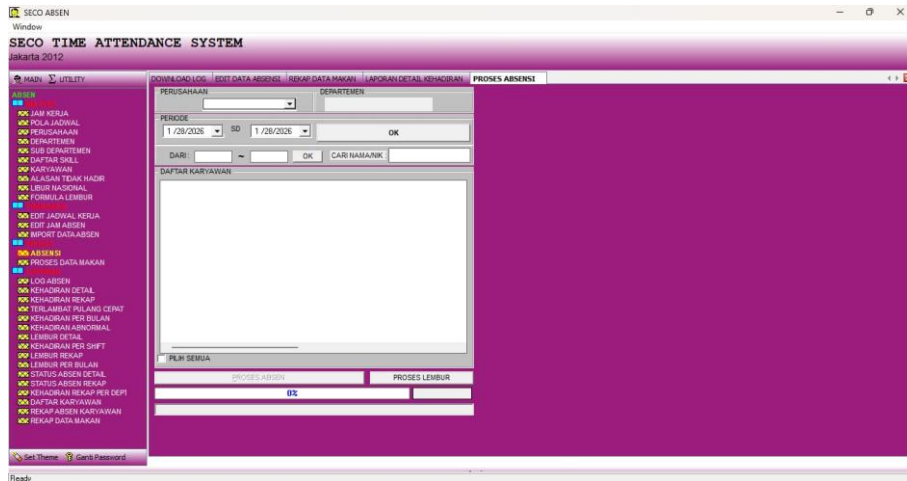 SECO ABSEN
Window
SECO TIME ATTENDANCE SYSTEM
Jakarta 2012
MAIN Σ UTILITY
ABSEN
JAM KERJA
POLA JADWAL
PERUSAHAAN
DEPARTEMEN
SUB DEPARTEMEN
DAFTAR SKILL
KARYAWAN
ALASAN TIDAK HADIR
LIBUR NASIONAL
FORMULA LEMBUR
EDIT JADWAL KERJA
EDIT JAM ABSEN
IMPORT DATA ABSEN
ABSENSI
PROSES DATA MAKAN
LOG ABSEN
KEHADIRAN DETAIL
KEHADIRAN REKAP
TERLAMBAT PULANG CEPAT
KEHADIRAN PER BULAN
KEHADIRAN ABNORMAL
LEMBUR DETAIL
KEHADIRAN PER SHIFT
LEMBUR REKAP
LEMBUR PER BULAN
STATUS ABSEN DETAIL
STATUS ABSEN REKAP
KEHADIRAN REKAP PER DEPT
DAFTAR KARYAWAN
REKAP ABSEN KARYAWAN
REKAP DATA MAKAN
Set Theme Ganti Password
DOWNLOAD LOG EDIT DATA ABSENSI REKAP DATA MAKAN LAPORAN DETAIL KEHADIRAN PROSES ABSENSI
PERUSAHAAN DEPARTEMEN
PERIODE
1 /28/2026 SD 1 /28/2026 OK
DARI : ~ OK CARI NAMA/NIK
DAFTAR KARYAWAN
PILIH SEMUA
PROSES ABSEN PROSES LEMBUR
0%
Ready